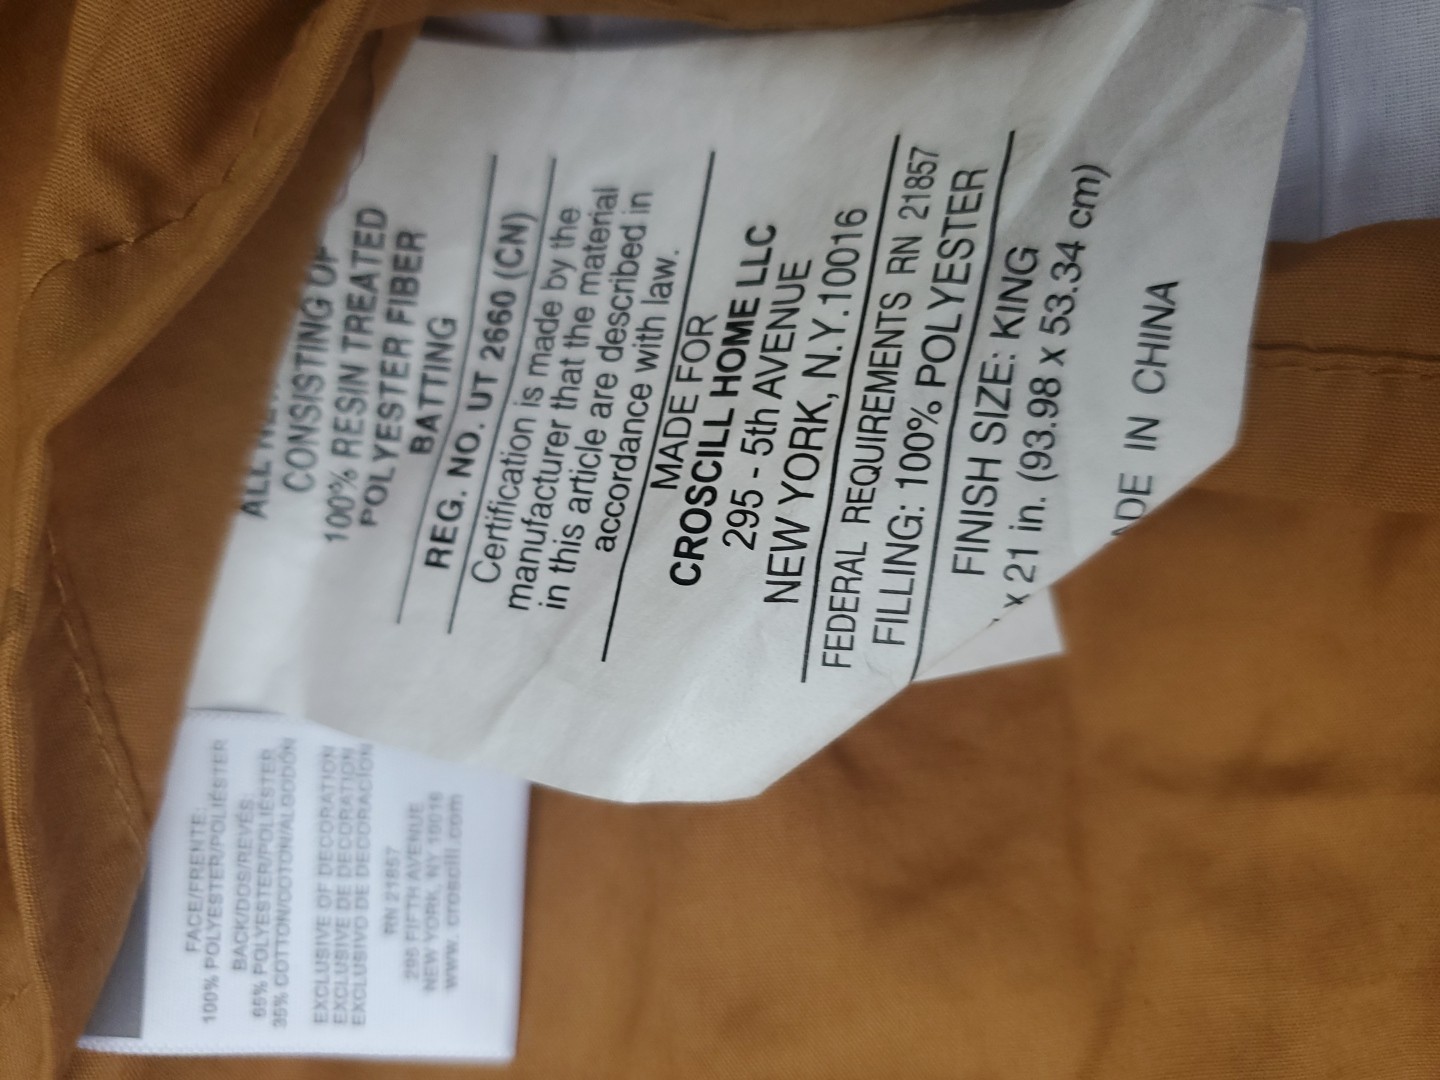 ALL
CONSISTING OF
100% RESIN TREATED
POLYESTER FIBER
BATTING
REG. NO. UT 2660 (CN)
Certification is made by the
manufacturer that the material
in this article are described in
accordance with law.
MADE FOR
CROSCILL HOME LLC
295 - 5th AVENUE
NEW YORK, N.Y.10016
FEDERAL REQUIREMENTS RN 21857
FILLING: 100% POLYESTER
FINISH SIZE: KING
x 21 in. (93.98 x 53.34 cm)
ADE IN CHINA
FACE/FRENTE:
100% POLYESTER/POLIÉSTER
BACK/DOS/REVÉS:
65% POLYESTER/POLIÉSTER
35% COTTON/COTON/ALGODÓN
EXCLUSIVE OF DECORATION
EXCLUSIVE DE DECORATION
EXCLUSIVO DE DECORACIÓN
RN 21857
295 FIFTH AVENUE
NEW YORK, NY 10016
www. croscill.com